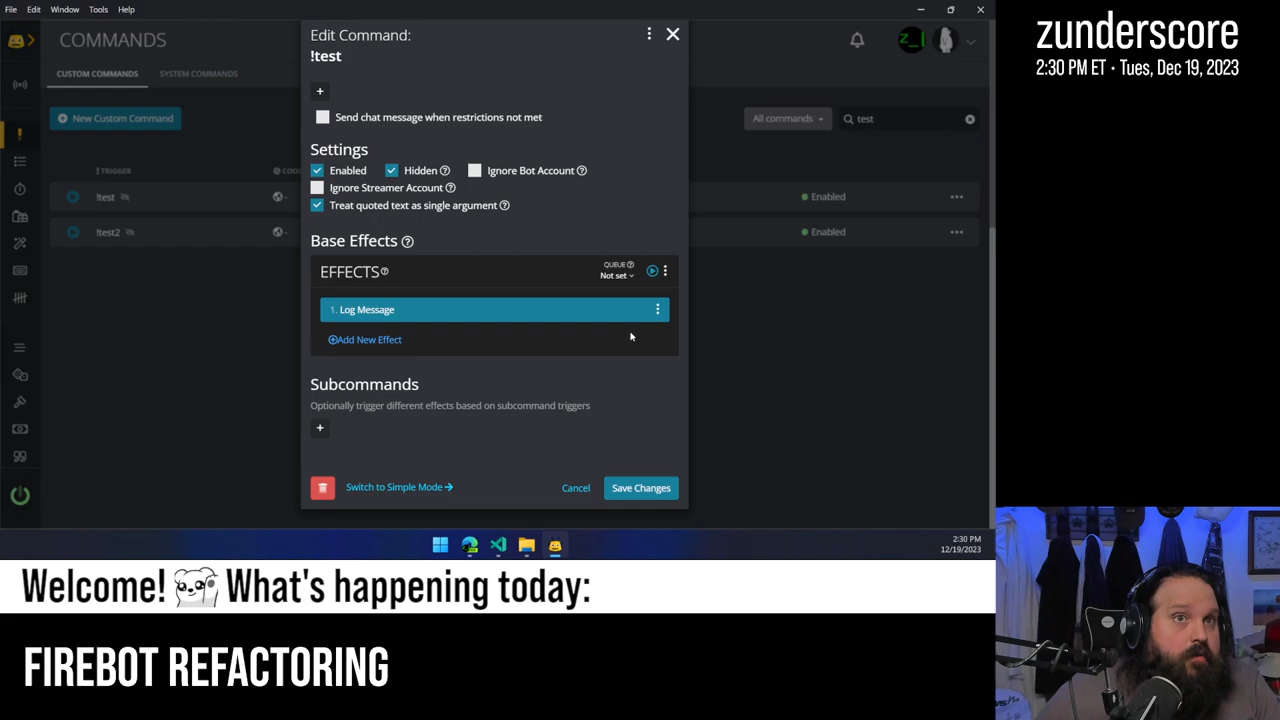 File Edit Window Tools Help
COMMANDS
CUSTOM COMMANDS SYSTEM COMMANDS
New Custom Command
All commands
test
TRIGGER
COO
!test
Enabled
!test2
Enabled
Edit Command:
!test
+
Send chat message when restrictions not met
Settings
Enabled Hidden Ignore Bot Account
Ignore Streamer Account
Treat quoted text as single argument
Base Effects
EFFECTS
QUEUE
Not set
1. Log Message
Add New Effect
Subcommands
Optionally trigger different effects based on subcommand triggers
+
Switch to Simple Mode
Cancel
Save Changes
2:30 PM
12/19/2023
zunderscore
2:30 PM ET · Tues, Dec 19, 2023
Welcome! What's happening today:
FIREBOT REFACTORING